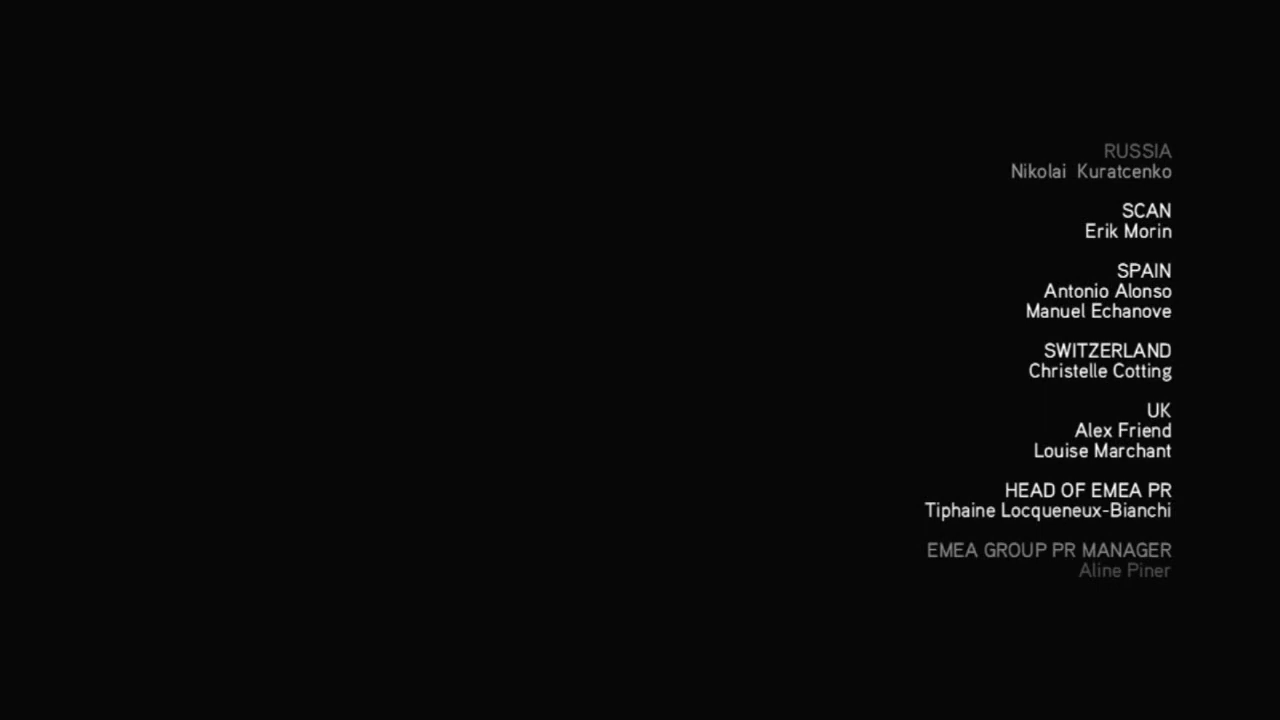 RUSSIA
Nikolai Kuratcenko
SCAN
Erik Morin
SPAIN
Antonio Alonso
Manuel Echanove
SWITZERLAND
Christelle Cotting
UK
Alex Friend
Louise Marchant
HEAD OF EMEA PR
Tiphaine Locqueneux-Bianchi
EMEA GROUP PR MANAGER
Aline Piner